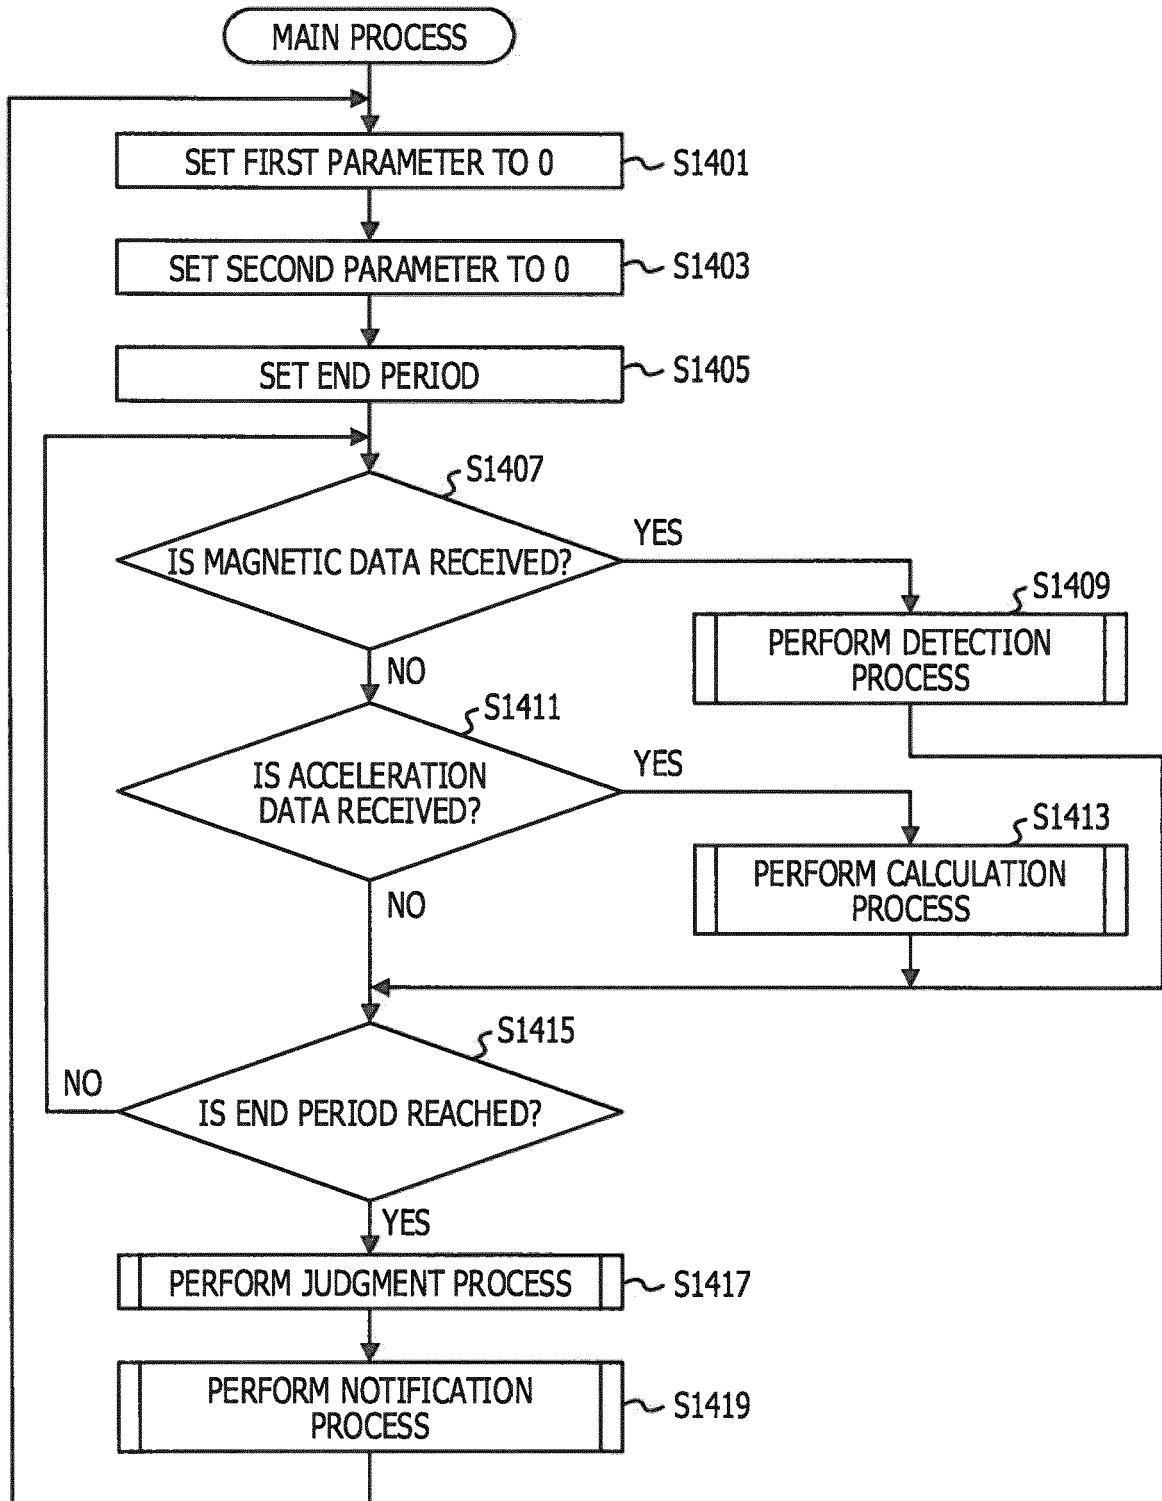 MAIN PROCESS
SET FIRST PARAMETER TO 0
S1401
SET SECOND PARAMETER TO 0
S1403
SET END PERIOD
S1405
S1407
IS MAGNETIC DATA RECEIVED?
YES
NO
S1409
PERFORM DETECTION
PROCESS
S1411
IS ACCELERATION
DATA RECEIVED?
YES
NO
S1413
PERFORM CALCULATION
PROCESS
S1415
IS END PERIOD REACHED?
NO
YES
PERFORM JUDGMENT PROCESS
S1417
PERFORM NOTIFICATION
PROCESS
S1419